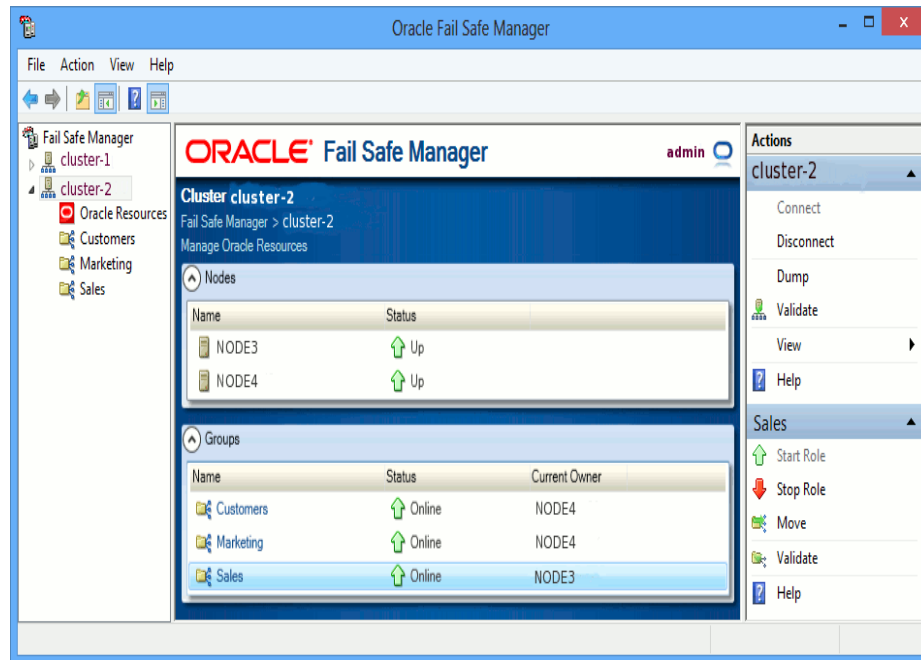 Oracle Fail Safe Manager
File Action View Help
Fail Safe Manager
cluster-1
cluster-2
Oracle Resources
Customers
Marketing
Sales
ORACLE Fail Safe Manager admin
Cluster cluster-2
Fail Safe Manager > cluster-2
Manage Oracle Resources
Nodes
Name Status
NODE3 Up
NODE4 Up
Groups
Name Status Current Owner
Customers Online NODE4
Marketing Online NODE4
Sales Online NODE3
Actions
cluster-2
Connect
Disconnect
Dump
Validate
View
Help
Sales
Start Role
Stop Role
Move
Validate
Help